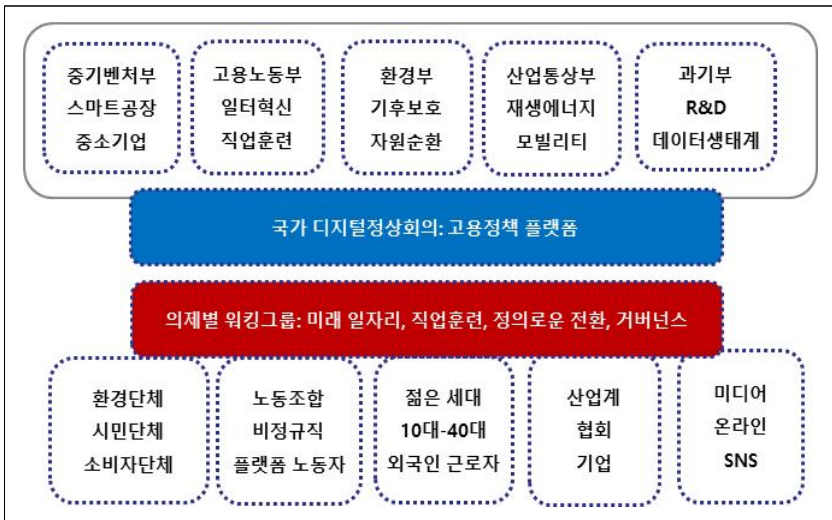 중기벤처부
스마트공장
중소기업
고용노동부
일터혁신
직업훈련
환경부
기후보호
자원순환
산업통상부
재생에너지
모빌리티
과기부
R&D
데이터생태계
국가 디지털정상회의: 고용정책 플랫폼
의제별 워킹그룹: 미래 일자리, 직업훈련, 정의로운 전환, 거버넌스
환경단체
시민단체
소비자단체
노동조합
비정규직
플랫폼 노동자
젊은 세대
10대-40대
외국인 근로자
산업계
협회
기업
미디어
온라인
SNS